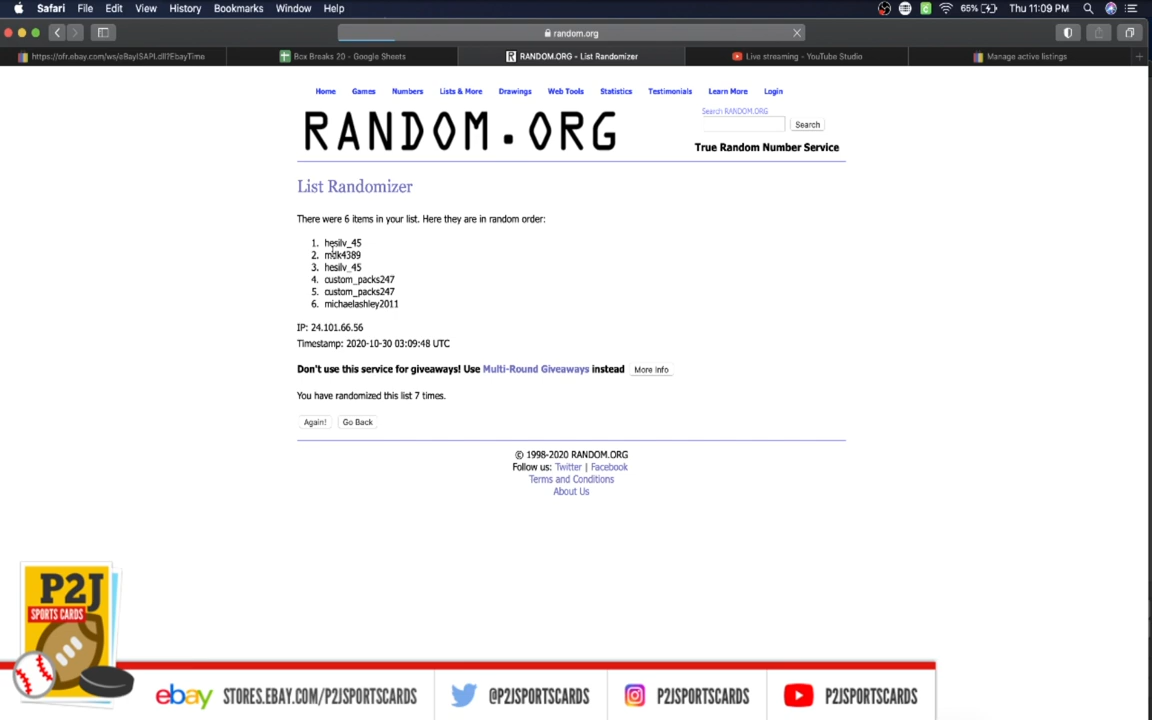 Safari File Edit View History Bookmarks Window Help 65% Thu 11:09 PM
random.org
https://ofr.ebay.com/ws/eBayISAPI.dll?EbayTime Box Breaks 20 - Google Sheets RANDOM.ORG - List Randomizer Live streaming - YouTube Studio Manage active listings
Home Games Numbers Lists & More Drawings Web Tools Statistics Testimonials Learn More Login
Search RANDOM.ORG
RANDOM.ORG
Search
True Random Number Service
List Randomizer
There were 6 items in your list. Here they are in random order:
1. hesilv_45
2. mdk4389
3. hesilv_45
4. custom_packs247
5. custom_packs247
6. michaelashley2011
IP: 24.101.66.56
Timestamp: 2020-10-30 03:09:48 UTC
Don't use this service for giveaways! Use Multi-Round Giveaways instead More Info
You have randomized this list 7 times.
Again! Go Back
© 1998-2020 RANDOM.ORG
Follow us: Twitter | Facebook
Terms and Conditions
About Us
P2J
SPORTS CARDS
ebay STORES.EBAY.COM/P2JSPORTSCARDS @P2JSPORTSCARDS P2JSPORTSCARDS P2JSPORTSCARDS